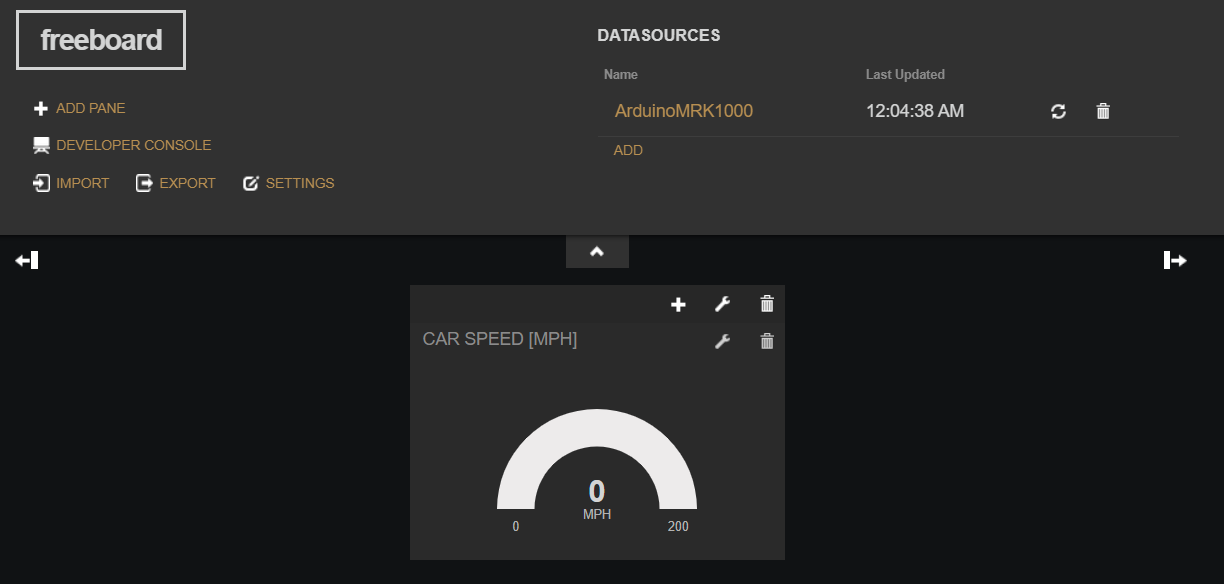 freeboard
ADD PANE
DEVELOPER CONSOLE
IMPORT EXPORT SETTINGS
DATASOURCES
Name Last Updated
ArduinoMRK1000 12:04:38 AM
ADD
CAR SPEED [MPH]
0
MPH
0 200